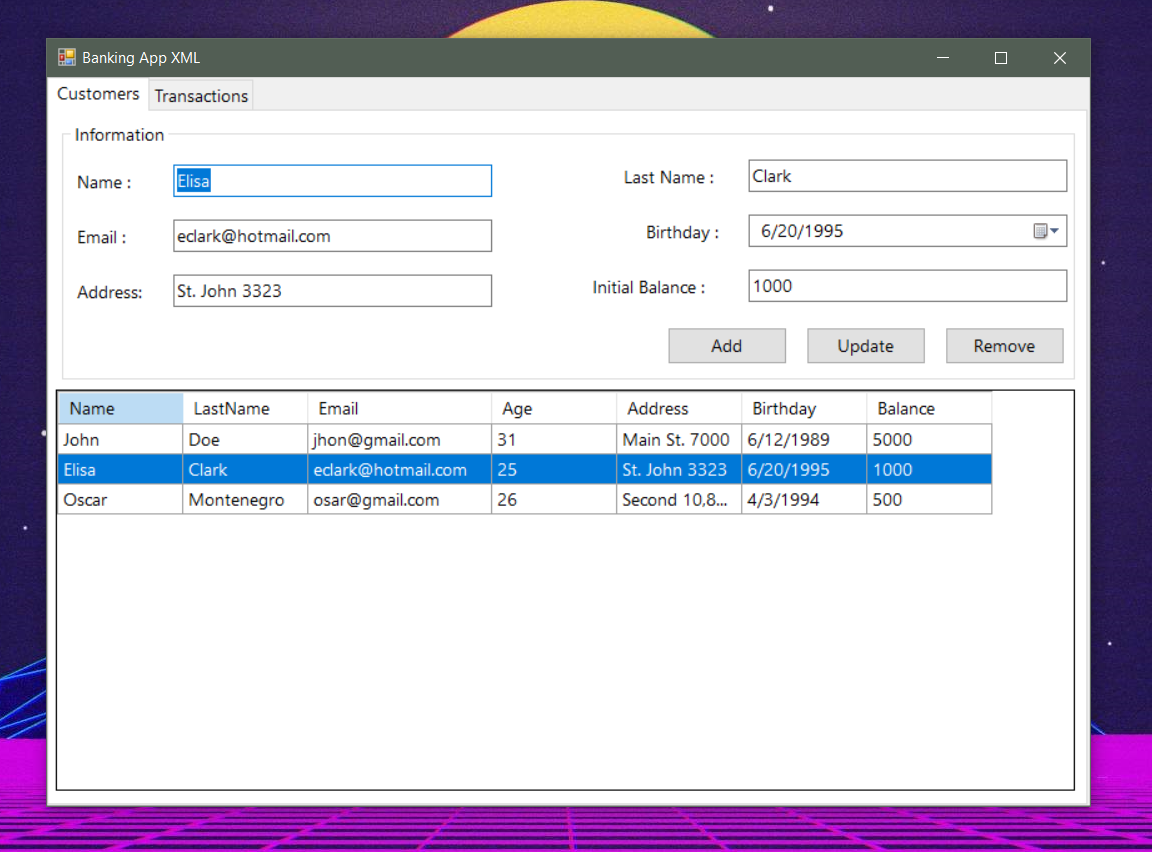 Banking App XML
Customers Transactions
Information
Name : Elisa Last Name : Clark
Email : eclark@hotmail.com Birthday : 6/20/1995
Address: St. John 3323 Initial Balance : 1000
Add Update Remove
Name LastName Email Age Address Birthday Balance
John Doe jhon@gmail.com 31 Main St. 7000 6/12/1989 5000
Elisa Clark eclark@hotmail.com 25 St. John 3323 6/20/1995 1000
Oscar Montenegro osar@gmail.com 26 Second 10,8... 4/3/1994 500